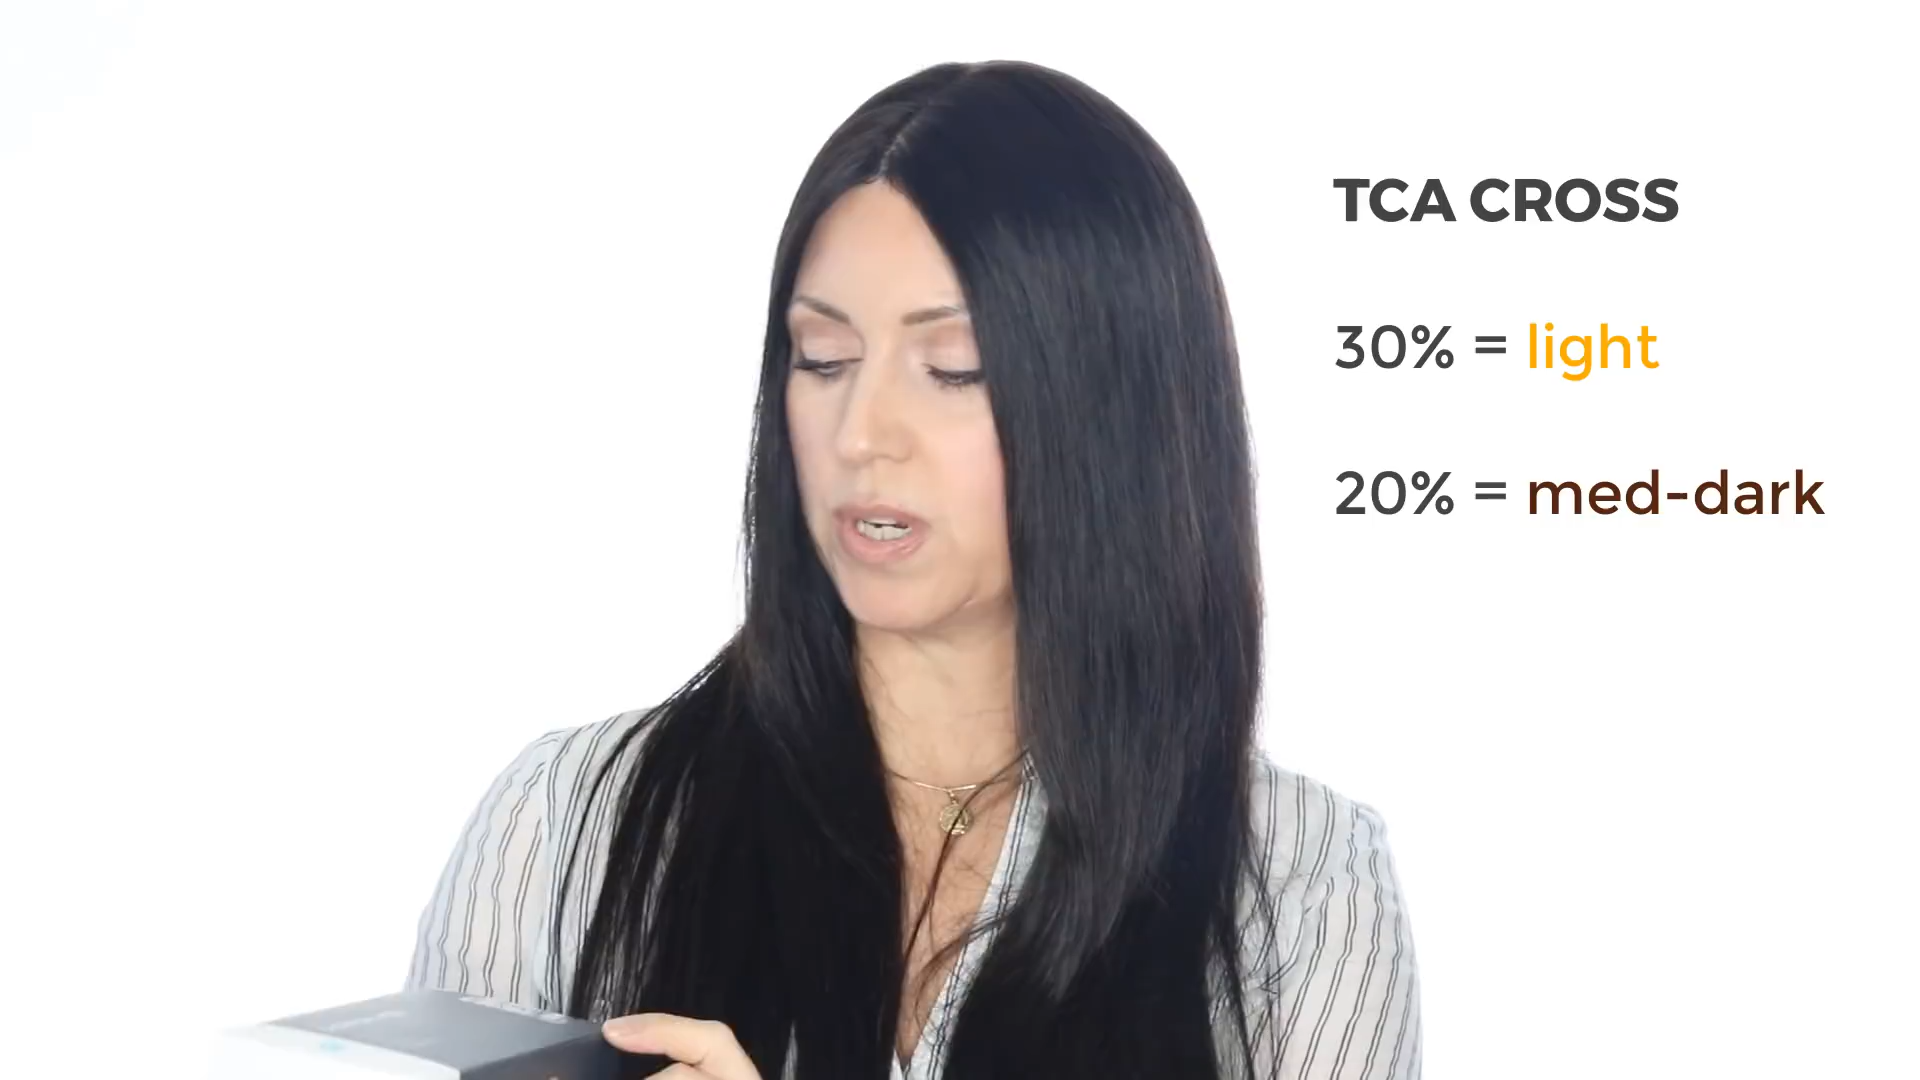 TCA CROSS
30% = light
20% = med-dark